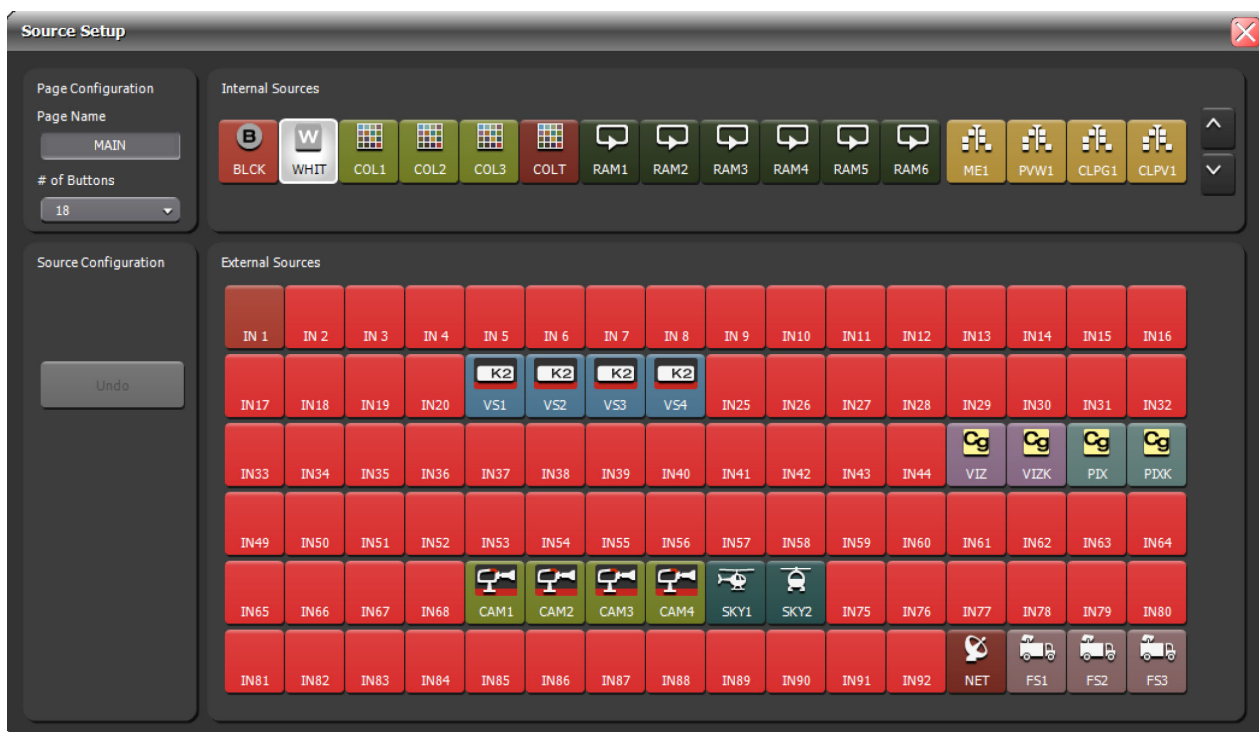 Source Setup
Page Configuration
Page Name
MAIN
# of Buttons
18
Internal Sources
B W
BLCK WHIT COL1 COL2 COL3 COLT RAM1 RAM2 RAM3 RAM4 RAM5 RAM6 ME1 PVW1 CLPG1 CLPV1
Source Configuration
Undo
External Sources
IN 1 IN 2 IN 3 IN 4 IN 5 IN 6 IN 7 IN 8 IN 9 IN10 IN11 IN12 IN13 IN14 IN15 IN16
K2 K2 K2 K2
IN17 IN18 IN19 IN20 VS1 VS2 VS3 VS4 IN25 IN26 IN27 IN28 IN29 IN30 IN31 IN32
Cg Cg Cg Cg
IN33 IN34 IN35 IN36 IN37 IN38 IN39 IN40 IN41 IN42 IN43 IN44 VIZ VIZK PIX PIXK
IN49 IN50 IN51 IN52 IN53 IN54 IN55 IN56 IN57 IN58 IN59 IN60 IN61 IN62 IN63 IN64
IN65 IN66 IN67 IN68 CAM1 CAM2 CAM3 CAM4 SKY1 SKY2 IN75 IN76 IN77 IN78 IN79 IN80
IN81 IN82 IN83 IN84 IN85 IN86 IN87 IN88 IN89 IN90 IN91 IN92 NET FS1 FS2 FS3